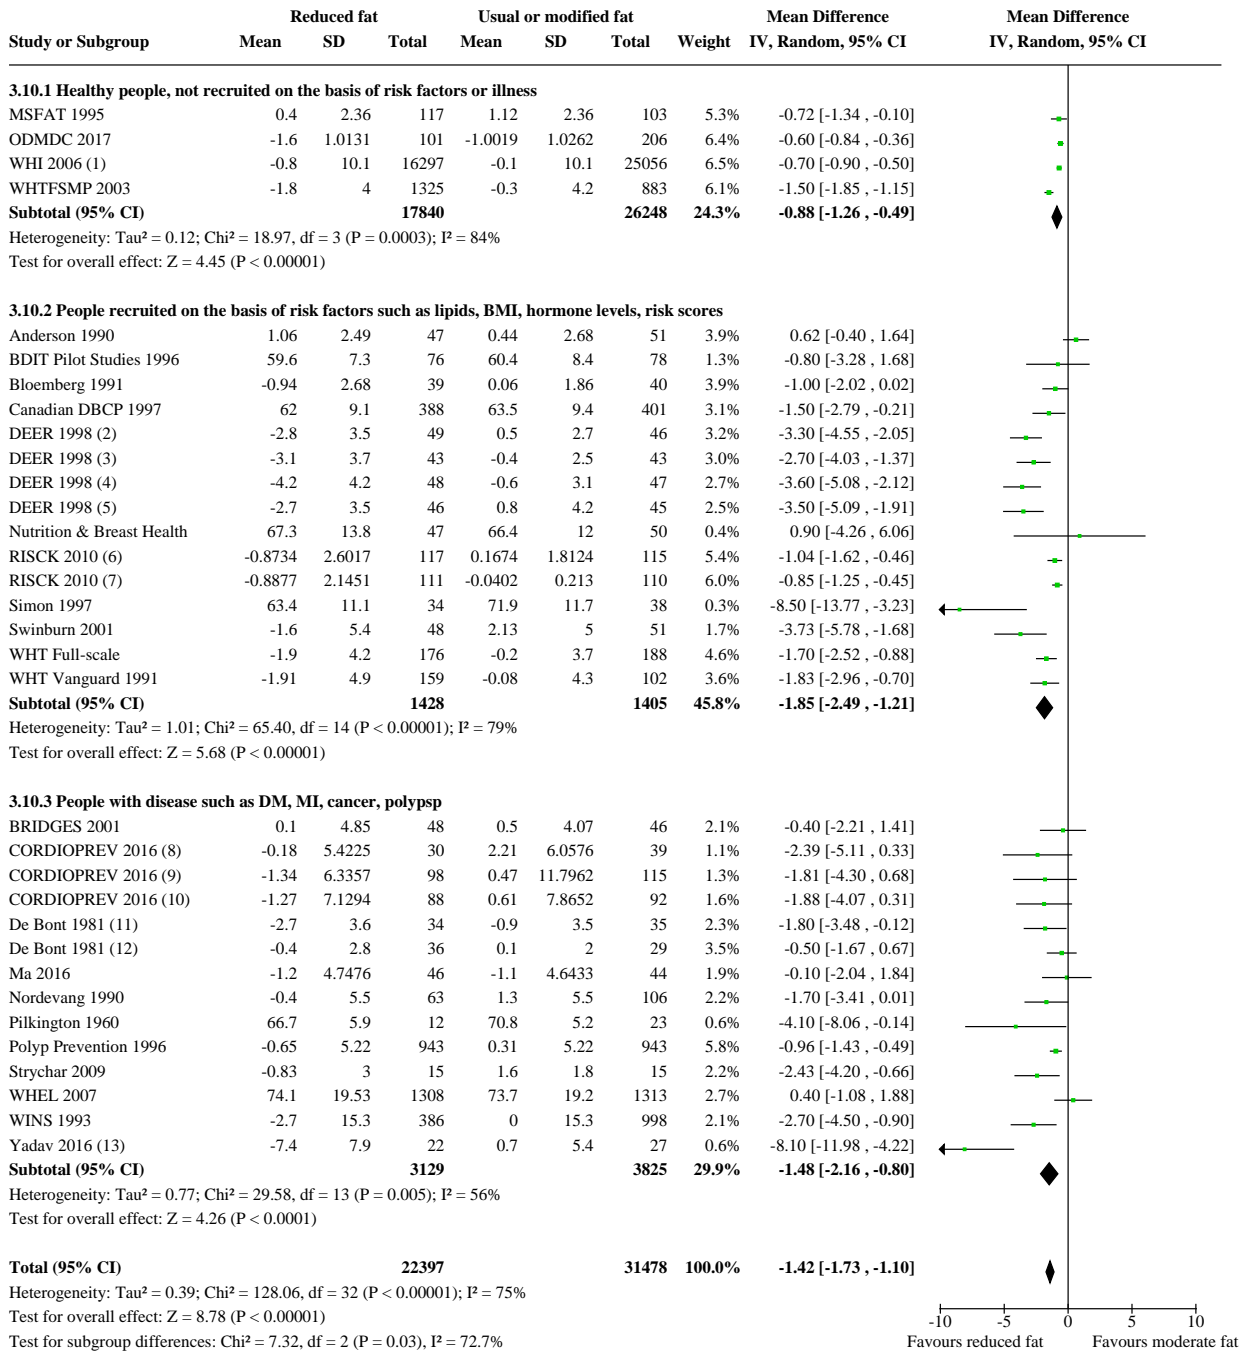 Reduced fat Usual or modified fat Mean Difference Mean Difference
Study or Subgroup Mean SD Total Mean SD Total Weight IV, Random, 95% CI IV, Random, 95% CI
3.10.1 Healthy people, not recruited on the basis of risk factors or illness
MSFAT 1995 0.4 2.36 117 1.12 2.36 103 5.3% -0.72 [-1.34 , -0.10]
ODMDC 2017 -1.6 1.0131 101 -1.0019 1.0262 206 6.4% -0.60 [-0.84 , -0.36]
WHI 2006 (1) -0.8 10.1 16297 -0.1 10.1 25056 6.5% -0.70 [-0.90 , -0.50]
WHTFSMP 2003 -1.8 4 1325 -0.3 4.2 883 6.1% -1.50 [-1.85 , -1.15]
Subtotal (95% CI) 17840 26248 24.3% -0.88 [-1.26 , -0.49]
Heterogeneity: Tau² = 0.12; Chi² = 18.97, df = 3 (P = 0.0003); I² = 84%
Test for overall effect: Z = 4.45 (P < 0.00001)
3.10.2 People recruited on the basis of risk factors such as lipids, BMI, hormone levels, risk scores
Anderson 1990 1.06 2.49 47 0.44 2.68 51 3.9% 0.62 [-0.40 , 1.64]
BDIT Pilot Studies 1996 59.6 7.3 76 60.4 8.4 78 1.3% -0.80 [-3.28 , 1.68]
Bloemberg 1991 -0.94 2.68 39 0.06 1.86 40 3.9% -1.00 [-2.02 , 0.02]
Canadian DBCP 1997 62 9.1 388 63.5 9.4 401 3.1% -1.50 [-2.79 , -0.21]
DEER 1998 (2) -2.8 3.5 49 0.5 2.7 46 3.2% -3.30 [-4.55 , -2.05]
DEER 1998 (3) -3.1 3.7 43 -0.4 2.5 43 3.0% -2.70 [-4.03 , -1.37]
DEER 1998 (4) -4.2 4.2 48 -0.6 3.1 47 2.7% -3.60 [-5.08 , -2.12]
DEER 1998 (5) -2.7 3.5 46 0.8 4.2 45 2.5% -3.50 [-5.09 , -1.91]
Nutrition & Breast Health 67.3 13.8 47 66.4 12 50 0.4% 0.90 [-4.26 , 6.06]
RISCK 2010 (6) -0.8734 2.6017 117 0.1674 1.8124 115 5.4% -1.04 [-1.62 , -0.46]
RISCK 2010 (7) -0.8877 2.1451 111 -0.0402 0.213 110 6.0% -0.85 [-1.25 , -0.45]
Simon 1997 63.4 11.1 34 71.9 11.7 38 0.3% -8.50 [-13.77 , -3.23]
Swinburn 2001 -1.6 5.4 48 2.13 5 51 1.7% -3.73 [-5.78 , -1.68]
WHT Full-scale -1.9 4.2 176 -0.2 3.7 188 4.6% -1.70 [-2.52 , -0.88]
WHT Vanguard 1991 -1.91 4.9 159 -0.08 4.3 102 3.6% -1.83 [-2.96 , -0.70]
Subtotal (95% CI) 1428 1405 45.8% -1.85 [-2.49 , -1.21]
Heterogeneity: Tau² = 1.01; Chi² = 65.40, df = 14 (P < 0.00001); I² = 79%
Test for overall effect: Z = 5.68 (P < 0.00001)
3.10.3 People with disease such as DM, MI, cancer, polypsp
BRIDGES 2001 0.1 4.85 48 0.5 4.07 46 2.1% -0.40 [-2.21 , 1.41]
CORDIOPREV 2016 (8) -0.18 5.4225 30 2.21 6.0576 39 1.1% -2.39 [-5.11 , 0.33]
CORDIOPREV 2016 (9) -1.34 6.3357 98 0.47 11.7962 115 1.3% -1.81 [-4.30 , 0.68]
CORDIOPREV 2016 (10) -1.27 7.1294 88 0.61 7.8652 92 1.6% -1.88 [-4.07 , 0.31]
De Bont 1981 (11) -2.7 3.6 34 -0.9 3.5 35 2.3% -1.80 [-3.48 , -0.12]
De Bont 1981 (12) -0.4 2.8 36 0.1 2 29 3.5% -0.50 [-1.67 , 0.67]
Ma 2016 -1.2 4.7476 46 -1.1 4.6433 44 1.9% -0.10 [-2.04 , 1.84]
Nordevang 1990 -0.4 5.5 63 1.3 5.5 106 2.2% -1.70 [-3.41 , 0.01]
Pilkington 1960 66.7 5.9 12 70.8 5.2 23 0.6% -4.10 [-8.06 , -0.14]
Polyp Prevention 1996 -0.65 5.22 943 0.31 5.22 943 5.8% -0.96 [-1.43 , -0.49]
Strychar 2009 -0.83 3 15 1.6 1.8 15 2.2% -2.43 [-4.20 , -0.66]
WHEL 2007 74.1 19.53 1308 73.7 19.2 1313 2.7% 0.40 [-1.08 , 1.88]
WINS 1993 -2.7 15.3 386 0 15.3 998 2.1% -2.70 [-4.50 , -0.90]
Yadav 2016 (13) -7.4 7.9 22 0.7 5.4 27 0.6% -8.10 [-11.98 , -4.22]
Subtotal (95% CI) 3129 3825 29.9% -1.48 [-2.16 , -0.80]
Heterogeneity: Tau² = 0.77; Chi² = 29.58, df = 13 (P = 0.005); I² = 56%
Test for overall effect: Z = 4.26 (P < 0.0001)
Total (95% CI) 22397 31478 100.0% -1.42 [-1.73 , -1.10]
Heterogeneity: Tau² = 0.39; Chi² = 128.06, df = 32 (P < 0.00001); I² = 75%
Test for overall effect: Z = 8.78 (P < 0.00001)
Test for subgroup differences: Chi² = 7.32, df = 2 (P = 0.03), I² = 72.7%
-10 -5 0 5 10
Favours reduced fat Favours moderate fat